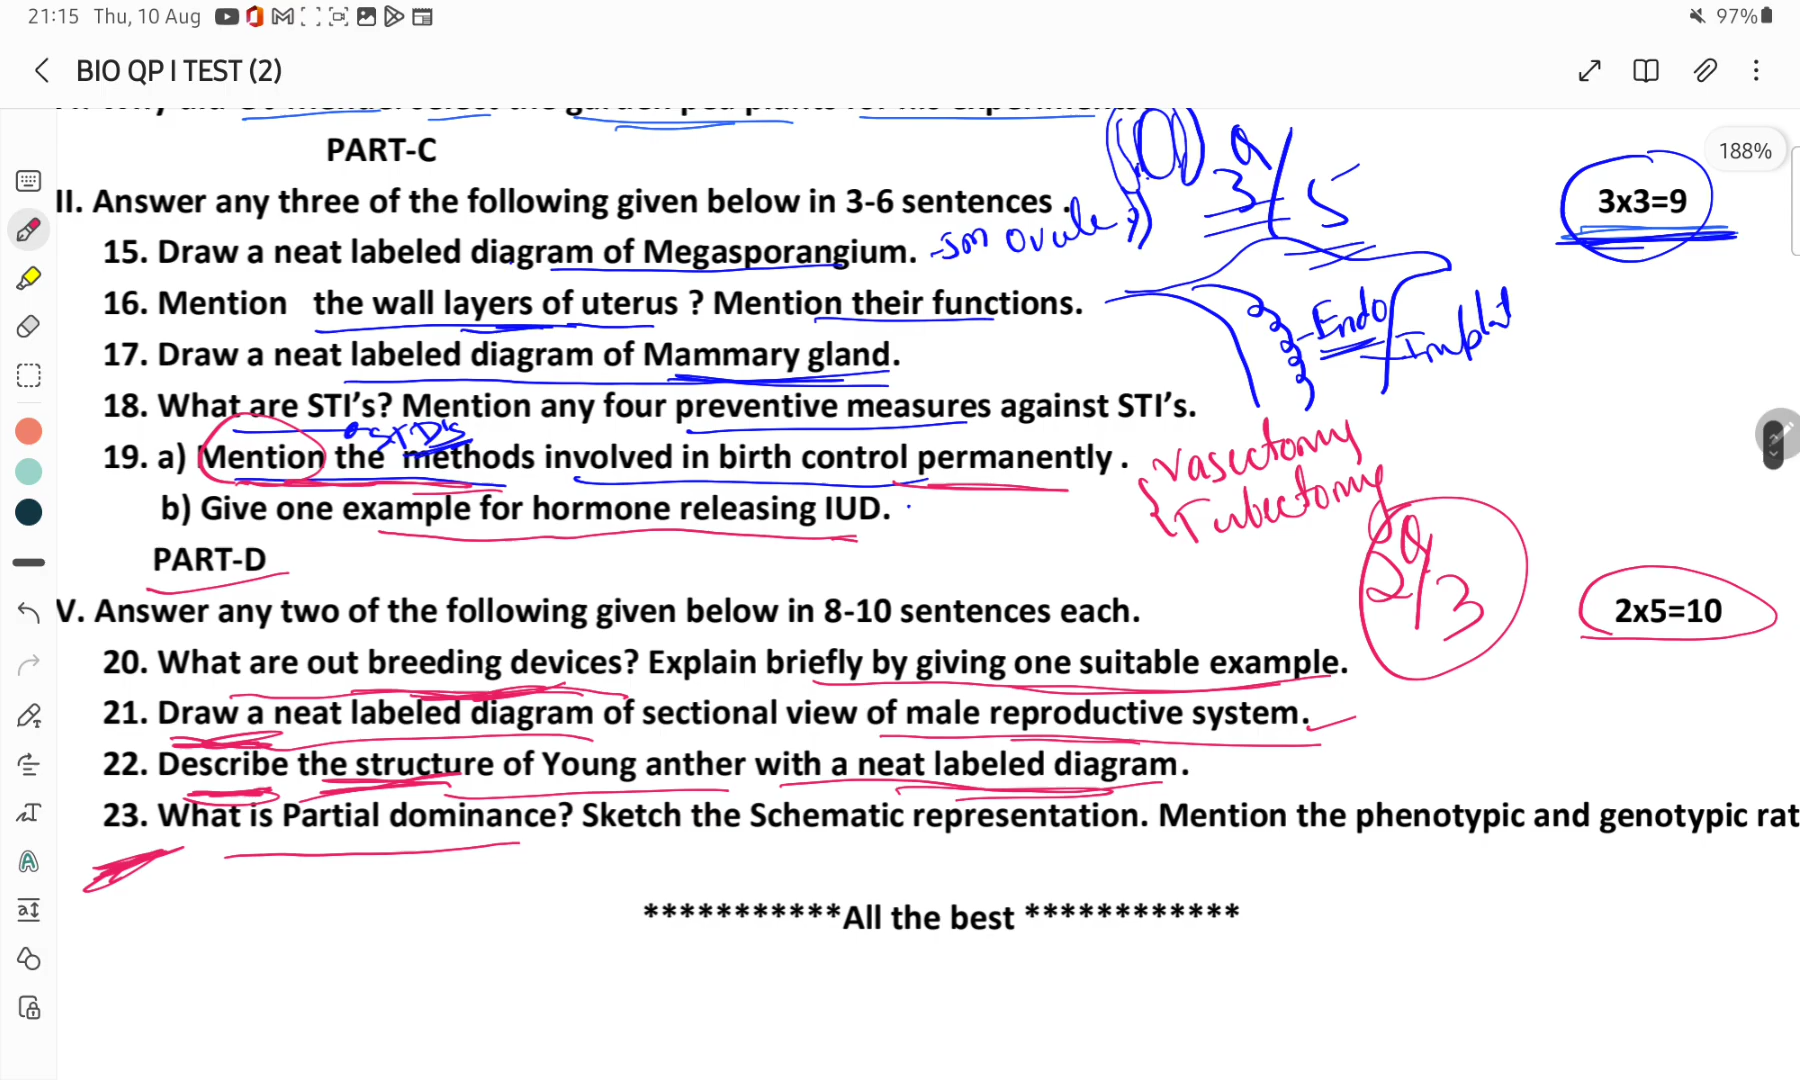 21:15 Thu, 10 Aug
97%
BIO QP I TEST (2)
188%
PART-C
II. Answer any three of the following given below in 3-6 sentences .
3x3=9
3 Q/5
15. Draw a neat labeled diagram of Megasporangium.
Ovule
16. Mention the wall layers of uterus ? Mention their functions.
Endo
Implat
17. Draw a neat labeled diagram of Mammary gland.
18. What are STI's? Mention any four preventive measures against STI's.
STD's
19. a) Mention the methods involved in birth control permanently .
Vasectomy
Tubectomy
b) Give one example for hormone releasing IUD.
PART-D
2 Q/3
V. Answer any two of the following given below in 8-10 sentences each.
2x5=10
20. What are out breeding devices? Explain briefly by giving one suitable example.
21. Draw a neat labeled diagram of sectional view of male reproductive system.
22. Describe the structure of Young anther with a neat labeled diagram.
23. What is Partial dominance? Sketch the Schematic representation. Mention the phenotypic and genotypic rat
***********All the best ************